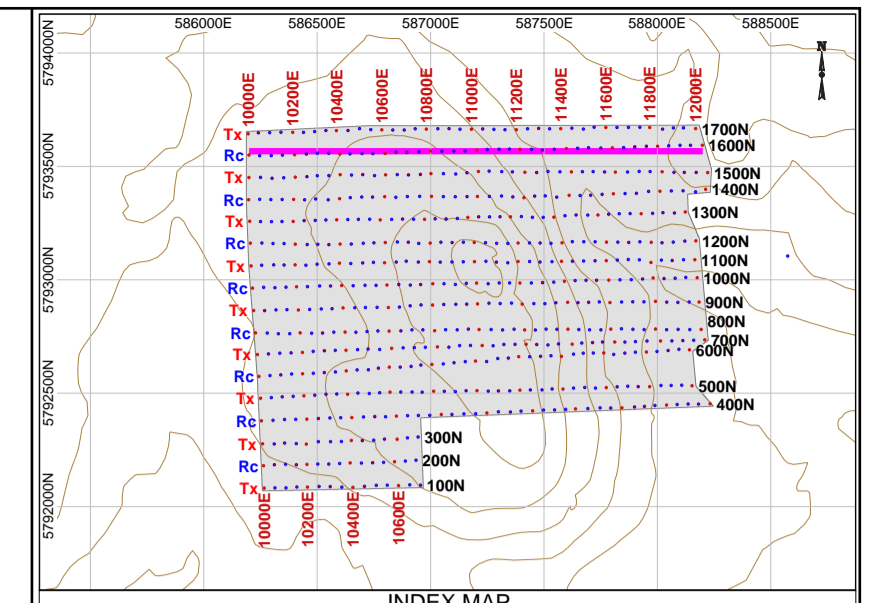 586000E 586500E 587000E 587500E 588000E 588500E
5794000N
5793500N
5793000N
5792500N
5792000N
N
10000E 10200E 10400E 10600E 10800E 11000E 11200E 11400E 11600E 11800E 12000E
Tx 1700N
Rc 1600N
Tx 1500N
Rc 1400N
Tx 1300N
Rc 1200N
Tx 1100N
Rc 1000N
Tx 900N
Rc 800N
Tx 700N
Rc 600N
Tx 500N
Rc 400N
Tx 300N
Rc 200N
Tx 100N
10000E 10200E 10400E 10600E
INDEX MAP